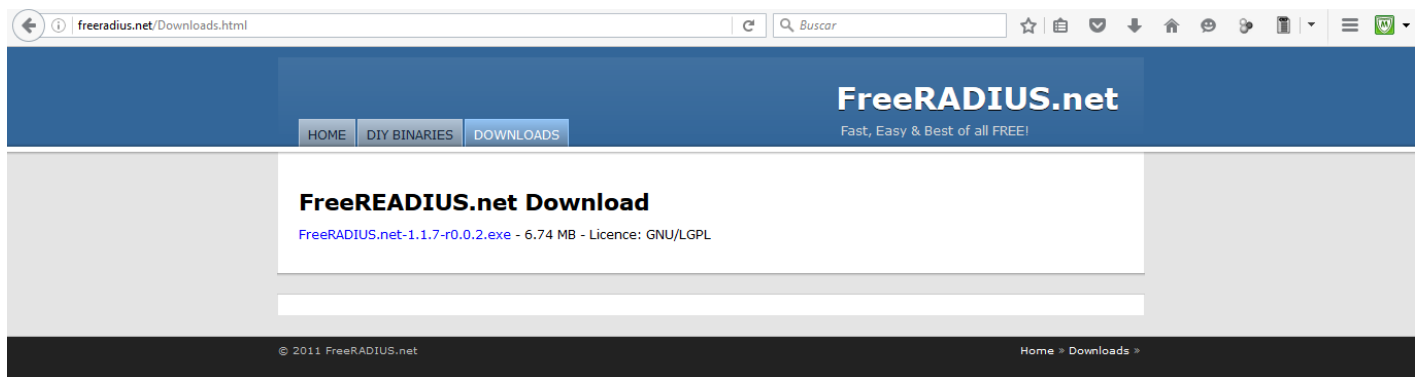 freeradius.net/Downloads.html
Buscar
FreeRADIUS.net
HOME DIY BINARIES DOWNLOADS
Fast, Easy & Best of all FREE!
FreeREADIUS.net Download
FreeRADIUS.net-1.1.7-r0.0.2.exe - 6.74 MB - Licence: GNU/LGPL
© 2011 FreeRADIUS.net
Home » Downloads »